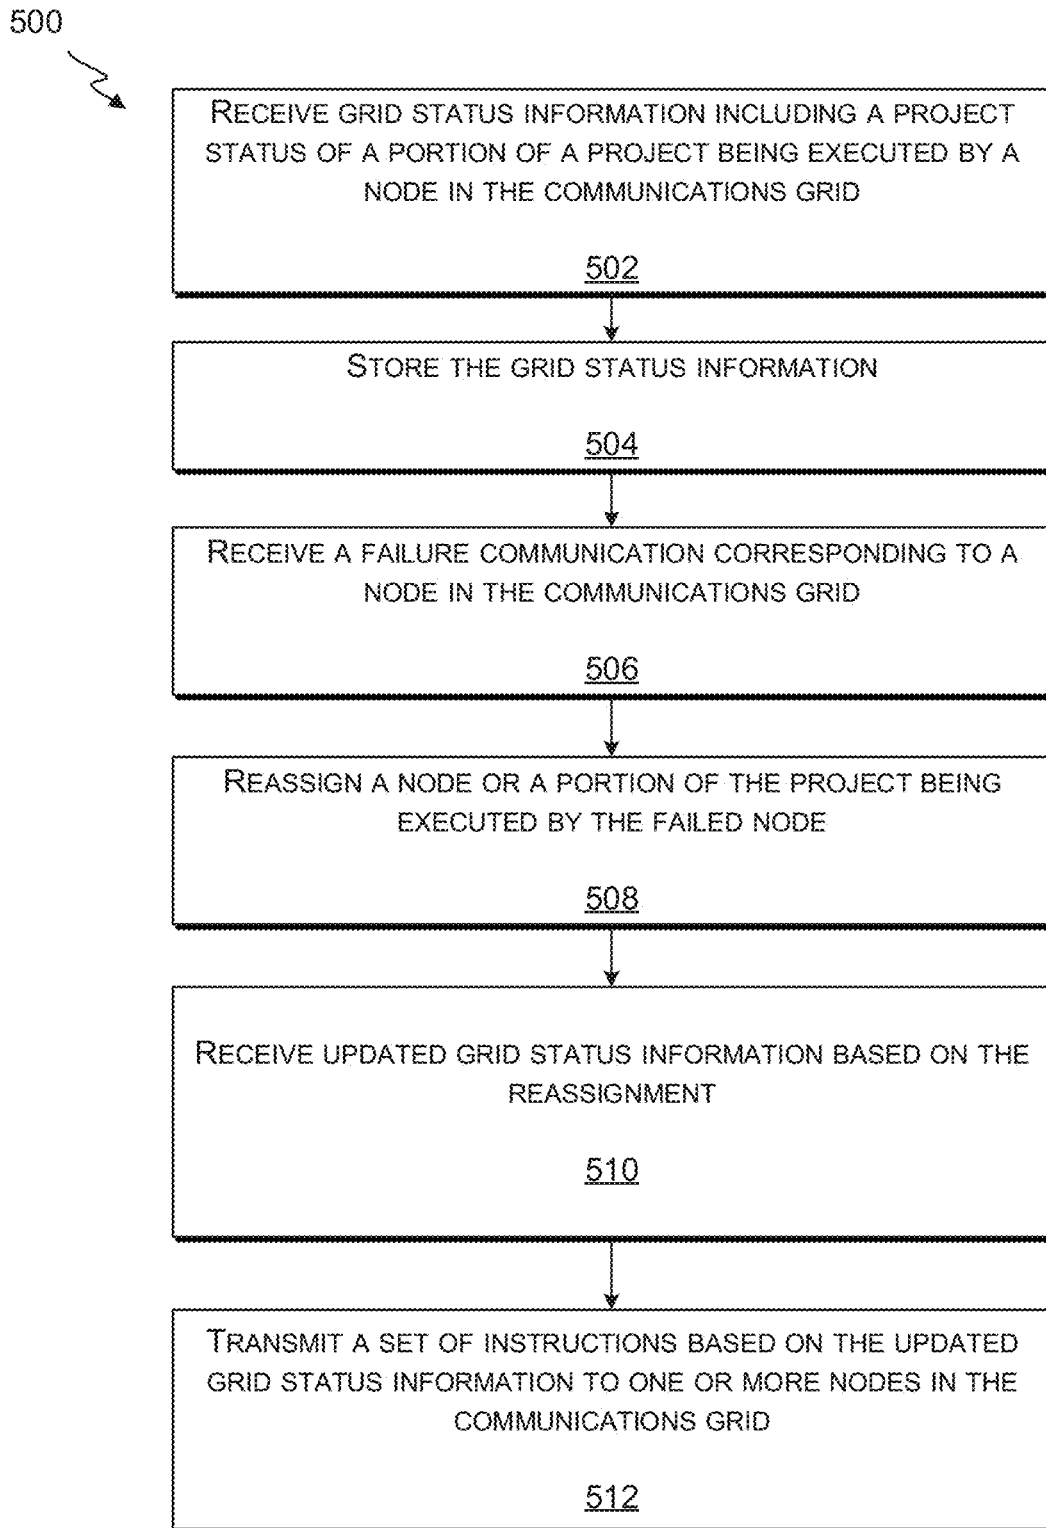 500
RECEIVE GRID STATUS INFORMATION INCLUDING A PROJECT
STATUS OF A PORTION OF A PROJECT BEING EXECUTED BY A
NODE IN THE COMMUNICATIONS GRID
502
STORE THE GRID STATUS INFORMATION
504
RECEIVE A FAILURE COMMUNICATION CORRESPONDING TO A
NODE IN THE COMMUNICATIONS GRID
506
REASSIGN A NODE OR A PORTION OF THE PROJECT BEING
EXECUTED BY THE FAILED NODE
508
RECEIVE UPDATED GRID STATUS INFORMATION BASED ON THE
REASSIGNMENT
510
TRANSMIT A SET OF INSTRUCTIONS BASED ON THE UPDATED
GRID STATUS INFORMATION TO ONE OR MORE NODES IN THE
COMMUNICATIONS GRID
512